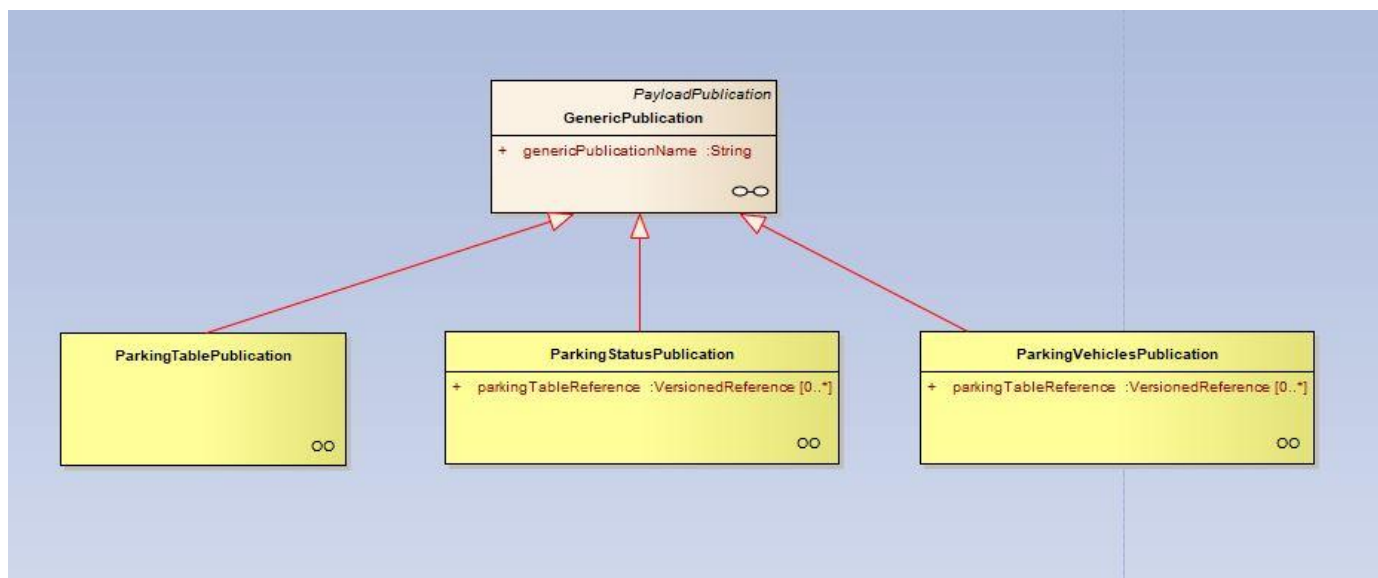 PayloadPublication
GenericPublication
+ genericPublicationName :String
ParkingTablePublication
ParkingStatusPublication
+ parkingTableReference :VersionedReference [0..*]
ParkingVehiclesPublication
+ parkingTableReference :VersionedReference [0..*]